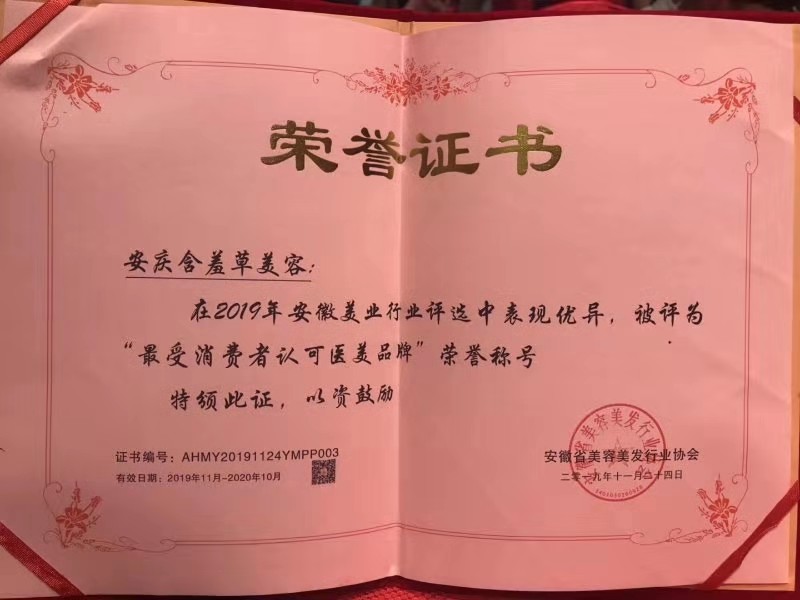 荣誉证书
安庆含羞草美容：
在2019年安徽美业行业评选中表现优异，被评为
“最受消费者认可医美品牌”荣誉称号
特颁此证，以资鼓励
证书编号：AHMY20191124YMPP003
有效日期：2019年11月-2020年10月
安徽省美容美发行业协会
二零一九年十一月二十四日